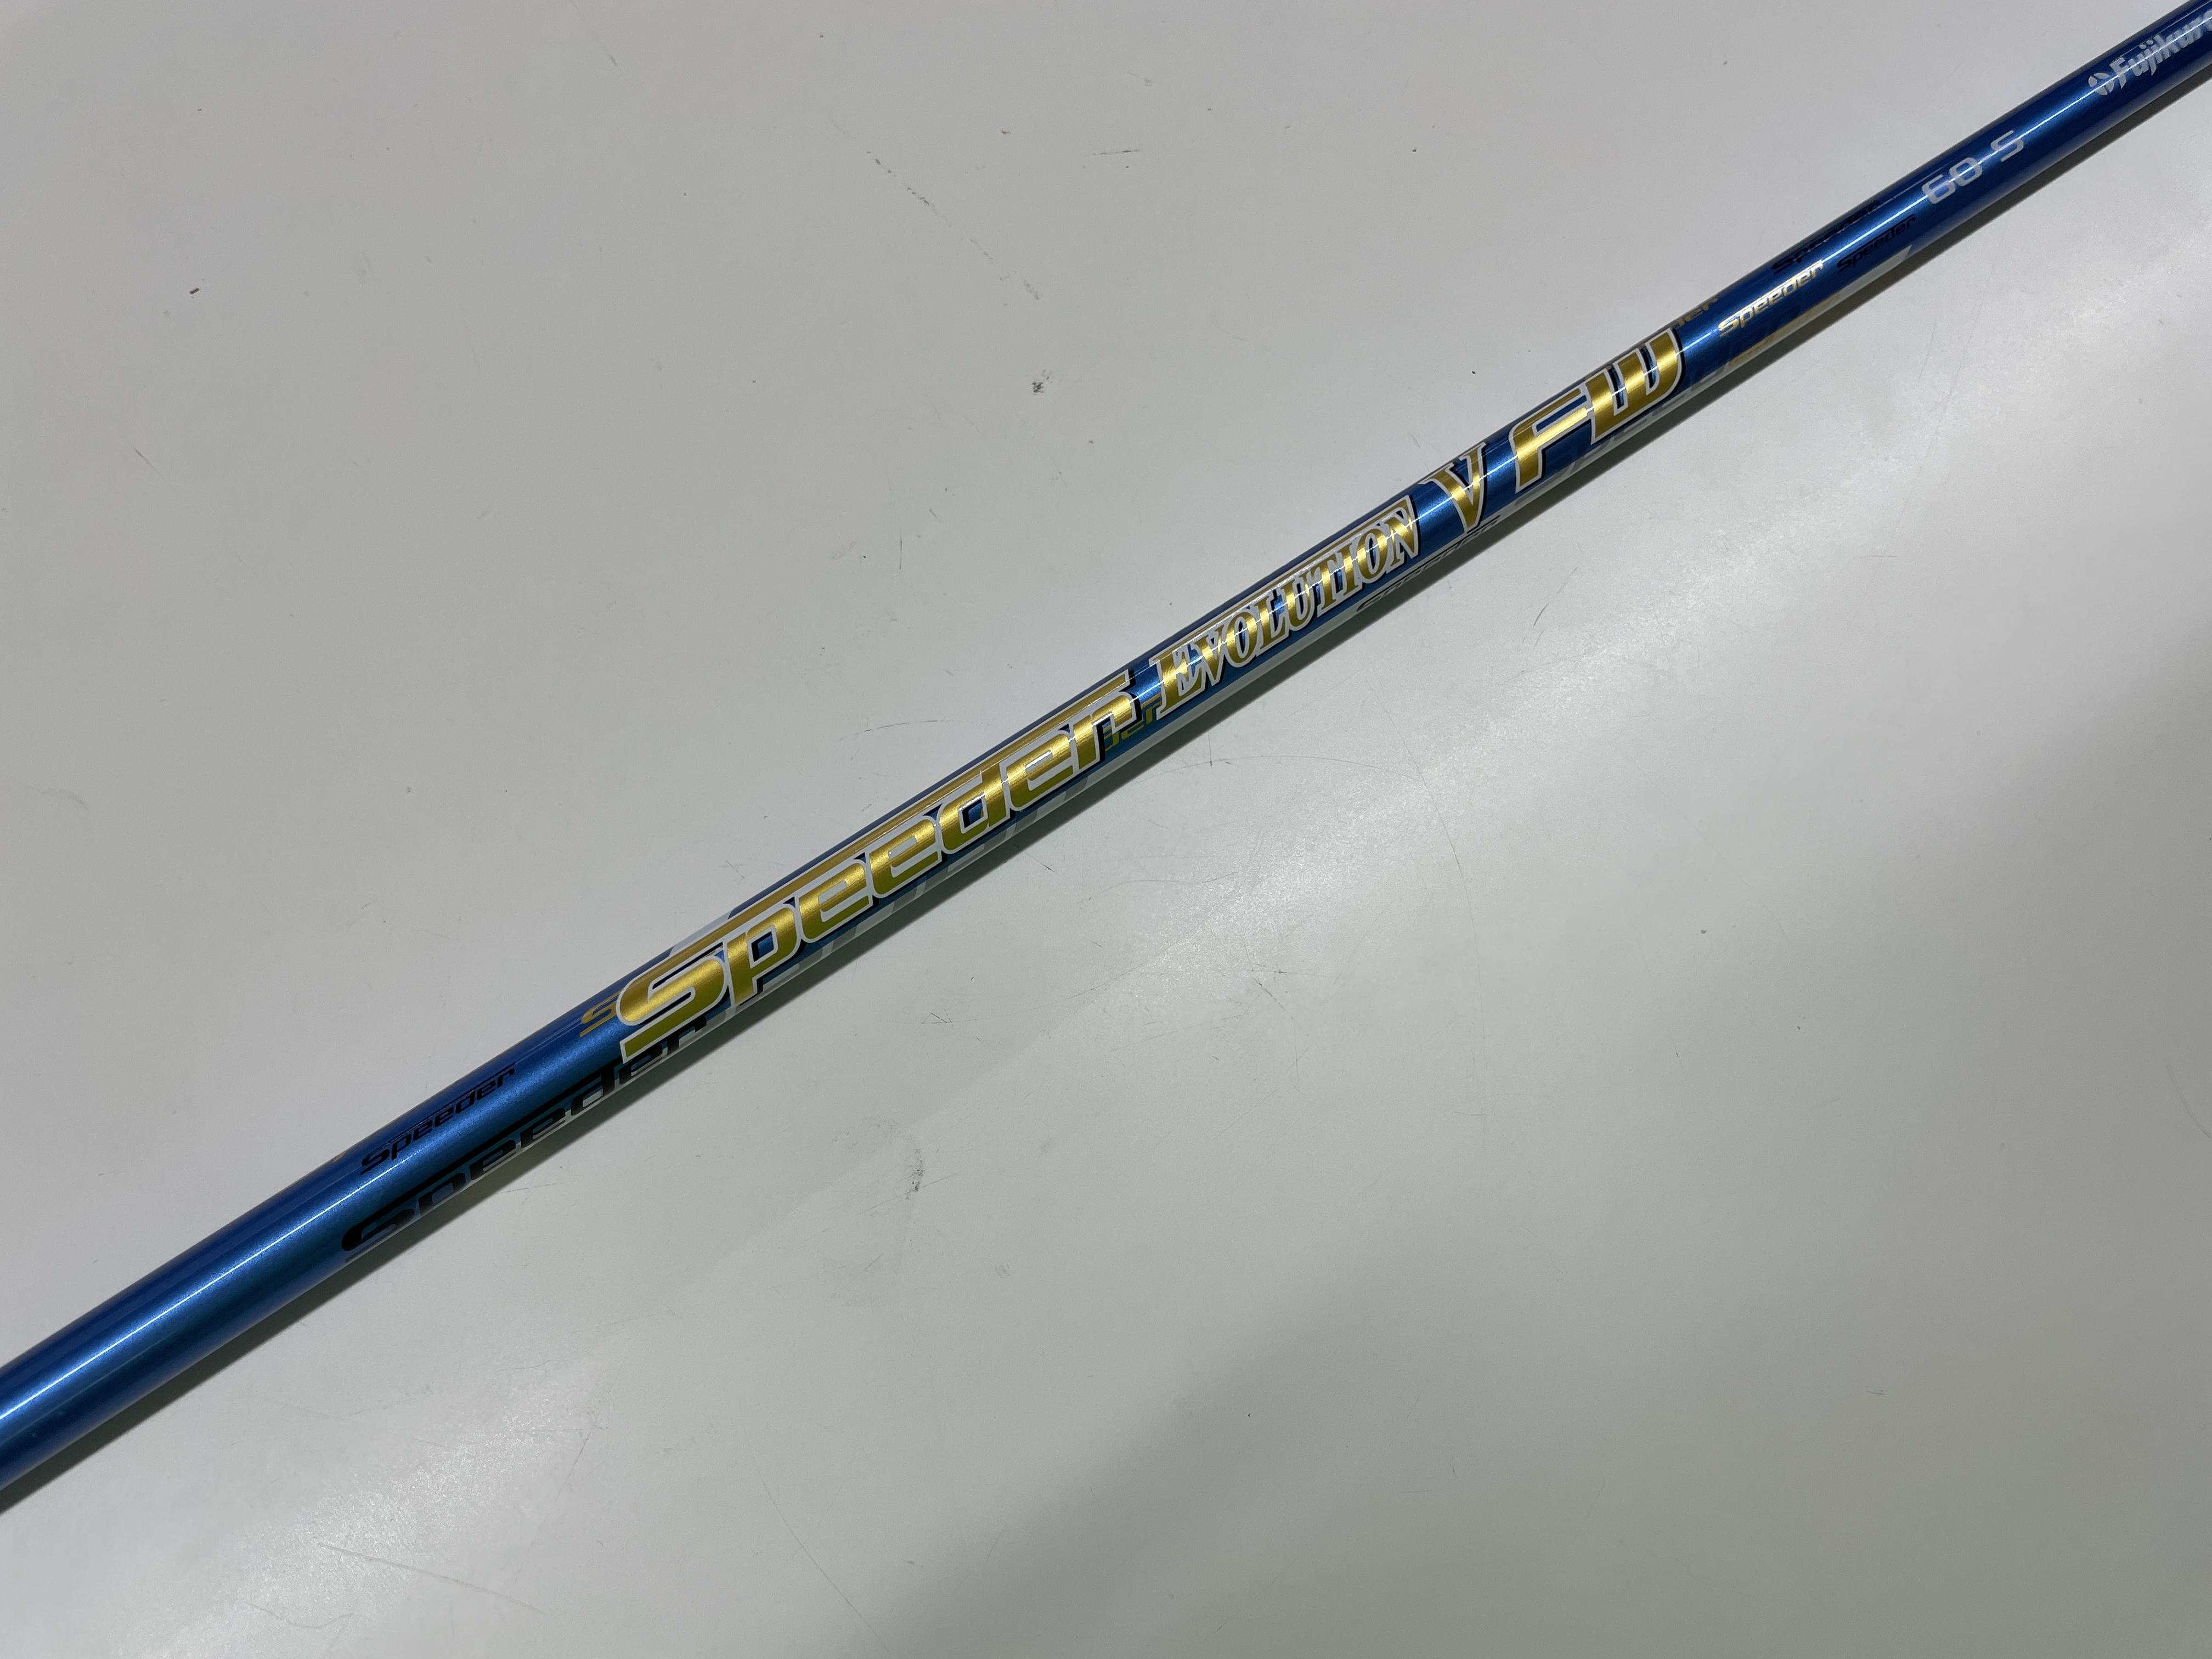 Speeder EVOLUTION V FW
Speeder
Speeder
Speeder
Speeder
60 S
Fujikura